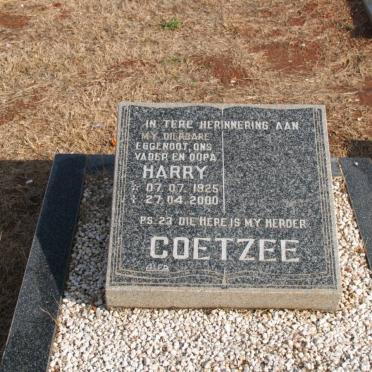 IN TERE HERINNERING AAN
MY DIERBARE
EGGENOOT, ONS
VADER EN OUPA
HARRY
07. 07. 1925
27. 04. 2000
PS. 23 DIE HERE IS MY HERDER
COETZEE